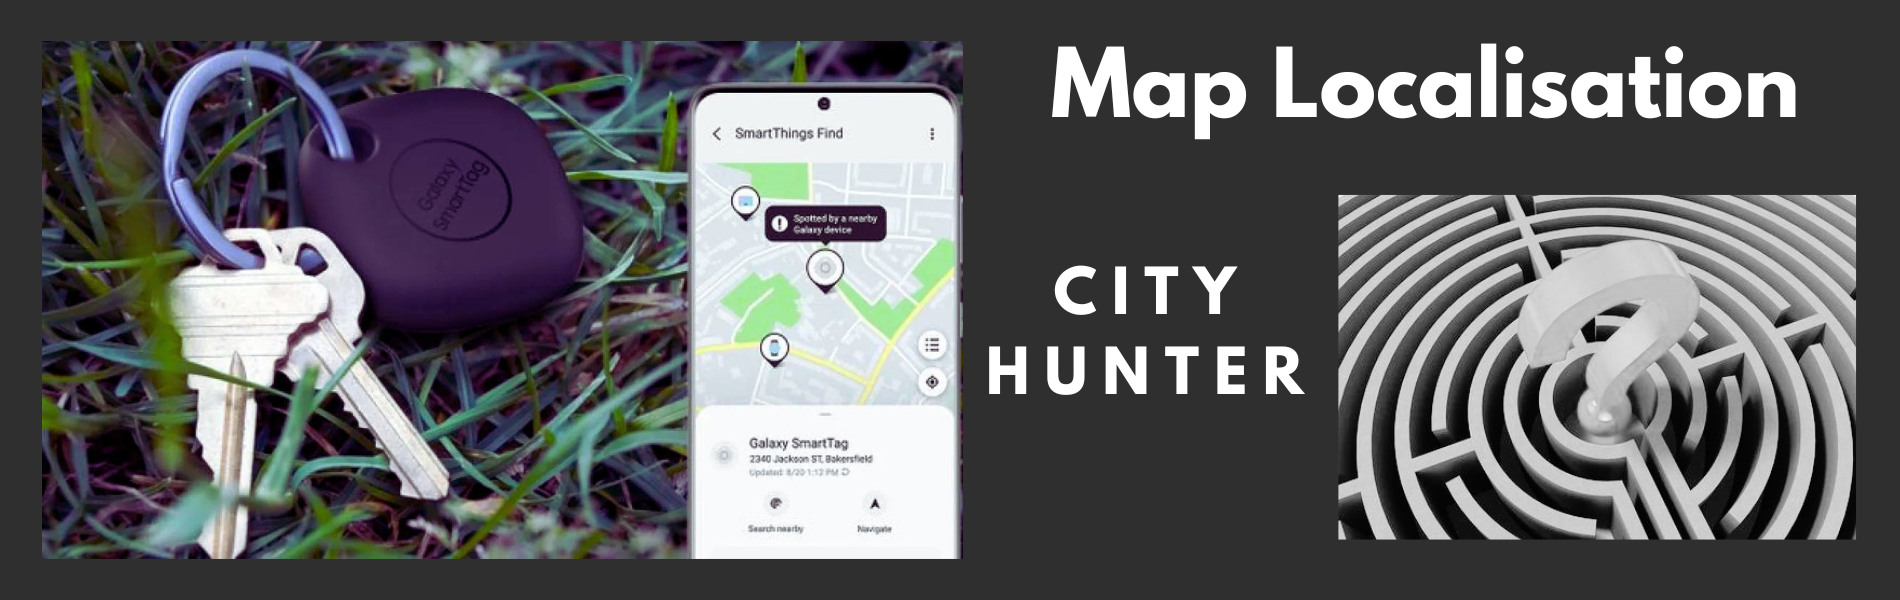 Map Localisation
CITY
HUNTER
Galaxy
SmartTag
SmartThings Find
Spotted by a nearby
Galaxy device
Galaxy SmartTag
2340 Jackson ST, Bakersfield
Updated: 8/20 1:12 PM
Search nearby
Navigate